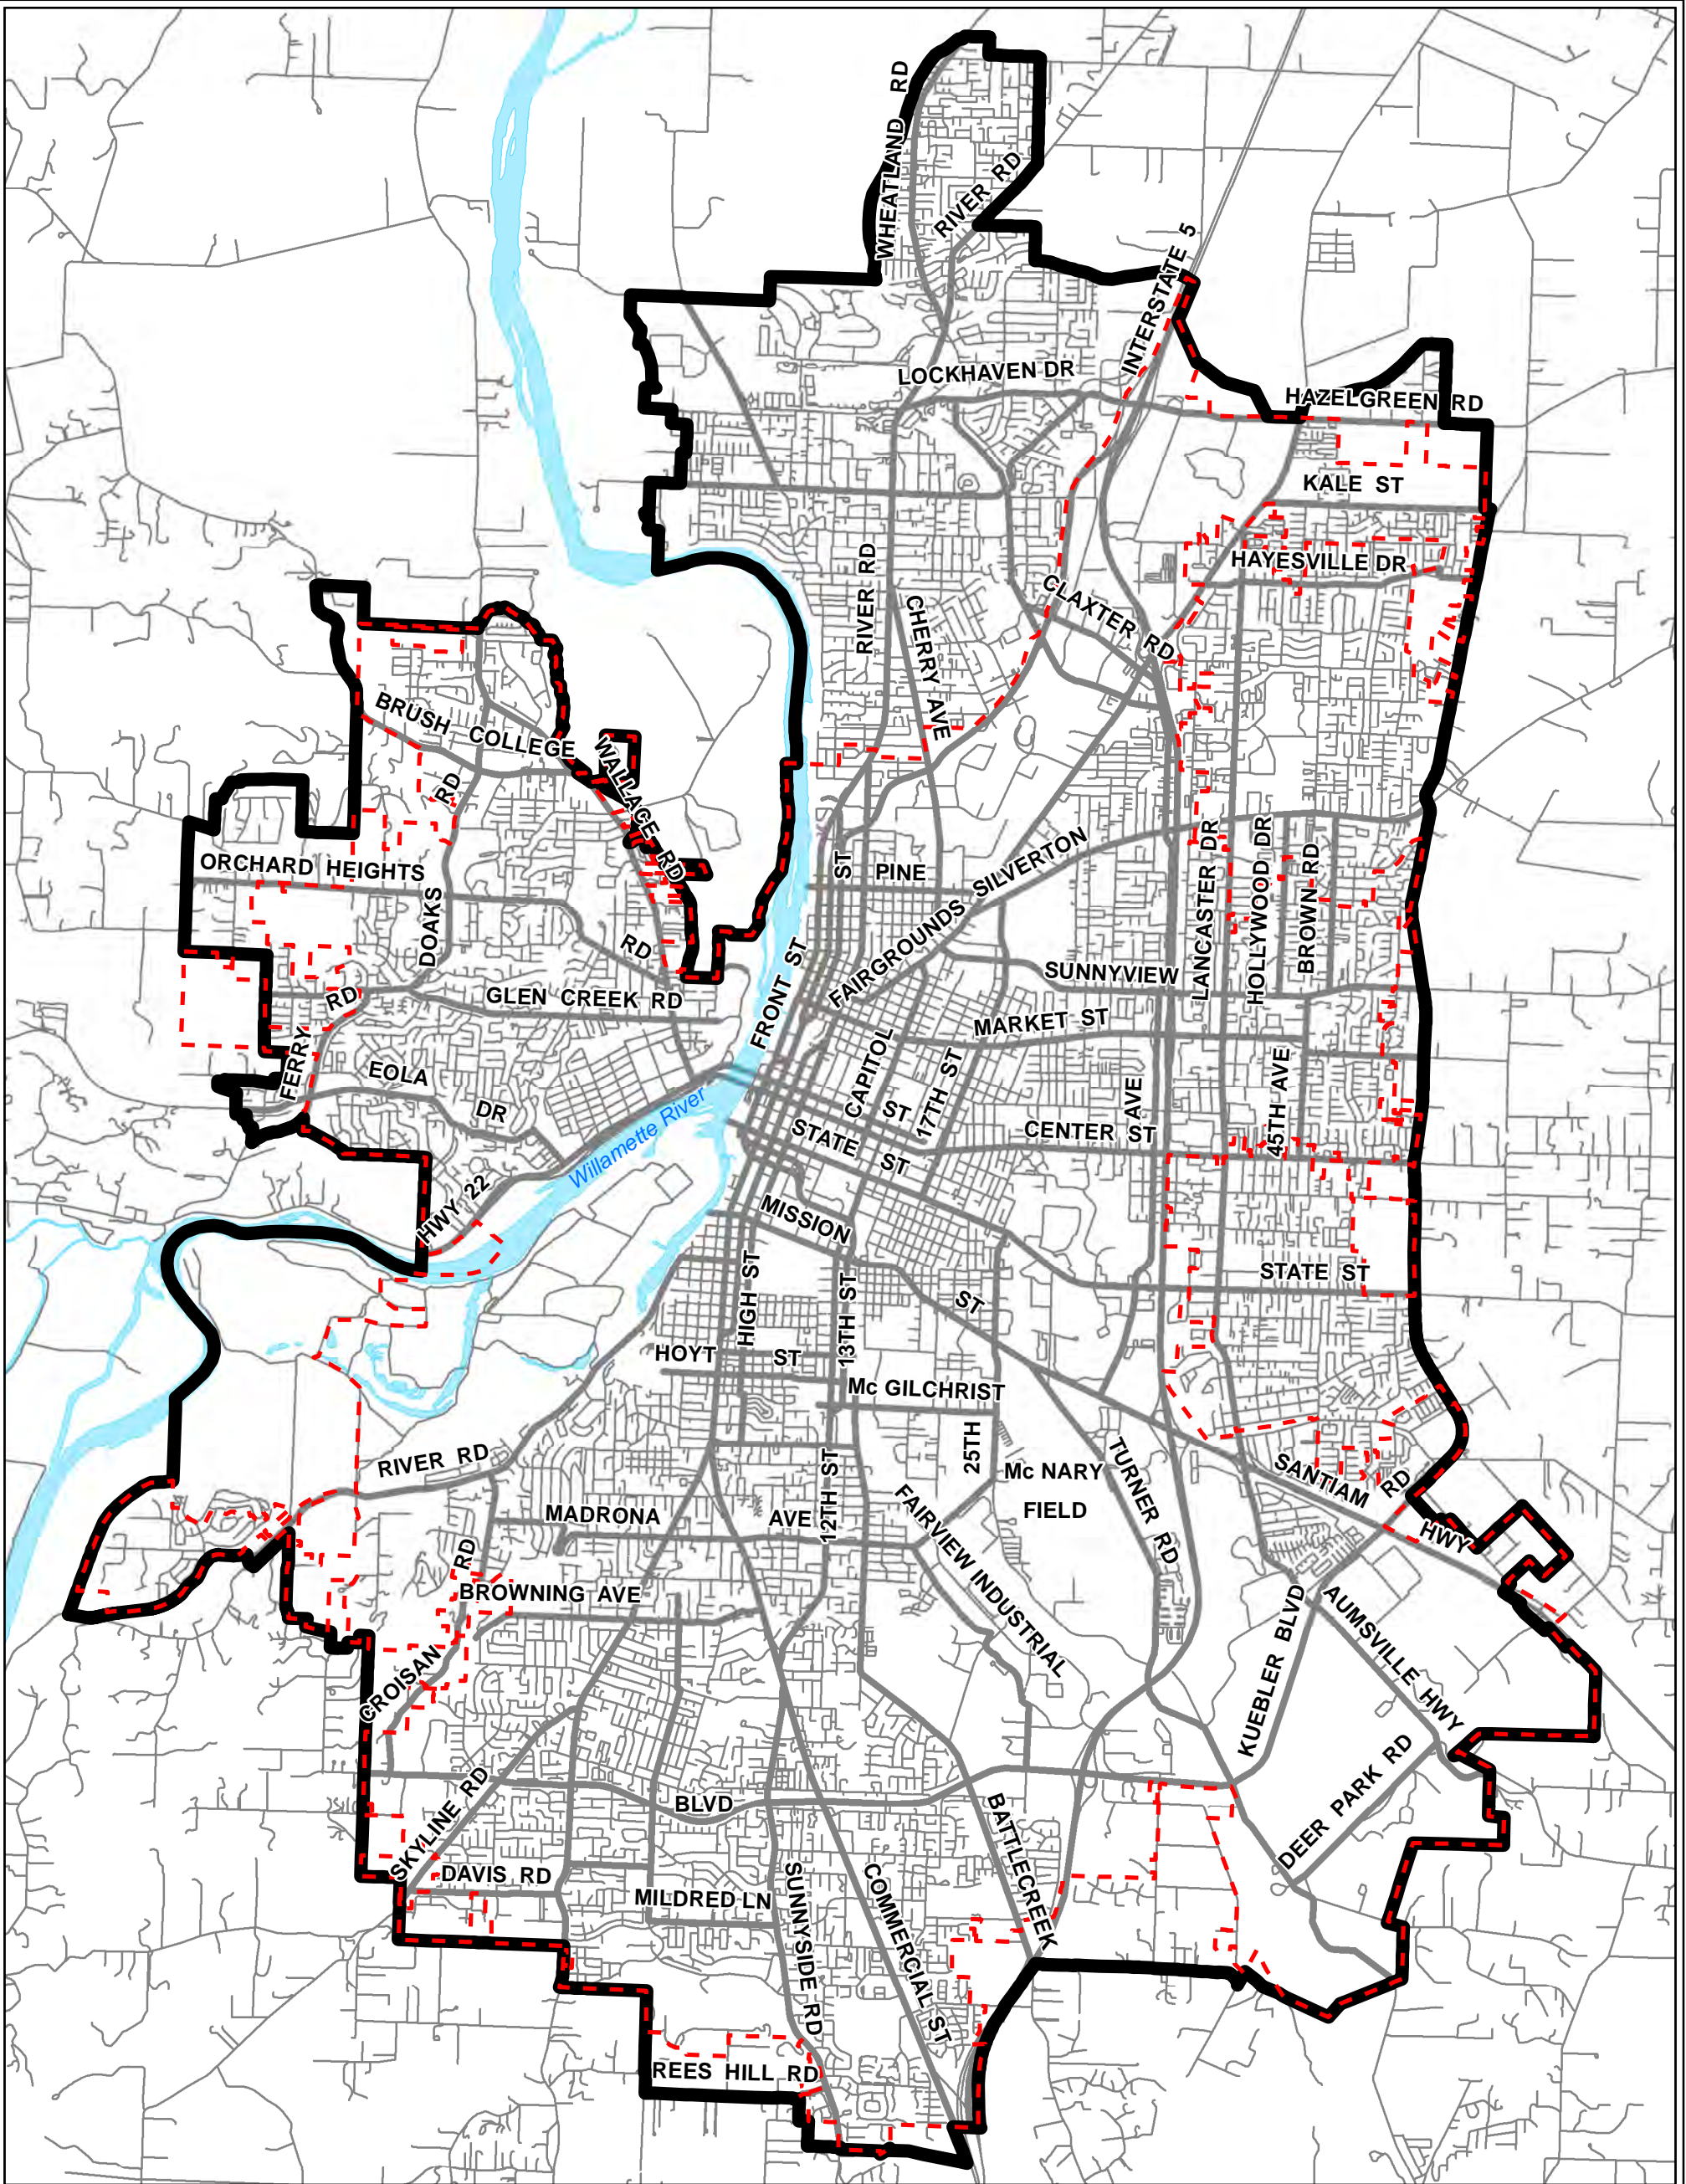 WHEATLAND RD
RIVER RD
INTERSTATE 5
LOCKHAVEN DR
HAZELGREEN RD
KALE ST
HAYESVILLE DR
RIVER RD
CHERRY AVE
CLAXTER RD
BRUSH COLLEGE RD
WALLACE RD
ORCHARD HEIGHTS RD
DOAKS FERRY RD
GLEN CREEK RD
EOLA DR
HWY 22
Willamette River
FRONT ST
ST
PINE
SILVERTON
FAIRGROUNDS
LANCASTER DR
HOLLYWOOD DR
BROWN RD
SUNNYVIEW
MARKET ST
CAPITOL ST
17TH ST
CENTER ST
AVE
45TH AVE
STATE ST
MISSION ST
STATE ST
HIGH ST
13TH ST
HOYT ST
Mc GILCHRIST
25TH
Mc NARY
FIELD
TURNER RD
RIVER RD
MADRONA AVE
12TH ST
FAIRVIEW INDUSTRIAL
SANTIAM HWY
RD
BROWNING AVE
CROISAN RD
KUEBLER BLVD
AUMSVILLE HWY
DEER PARK RD
SKYLINE RD
BLVD
BATTLECREEK
DAVIS RD
MILDRED LN
SUNNYSIDE RD
COMMERCIAL ST
REES HILL RD